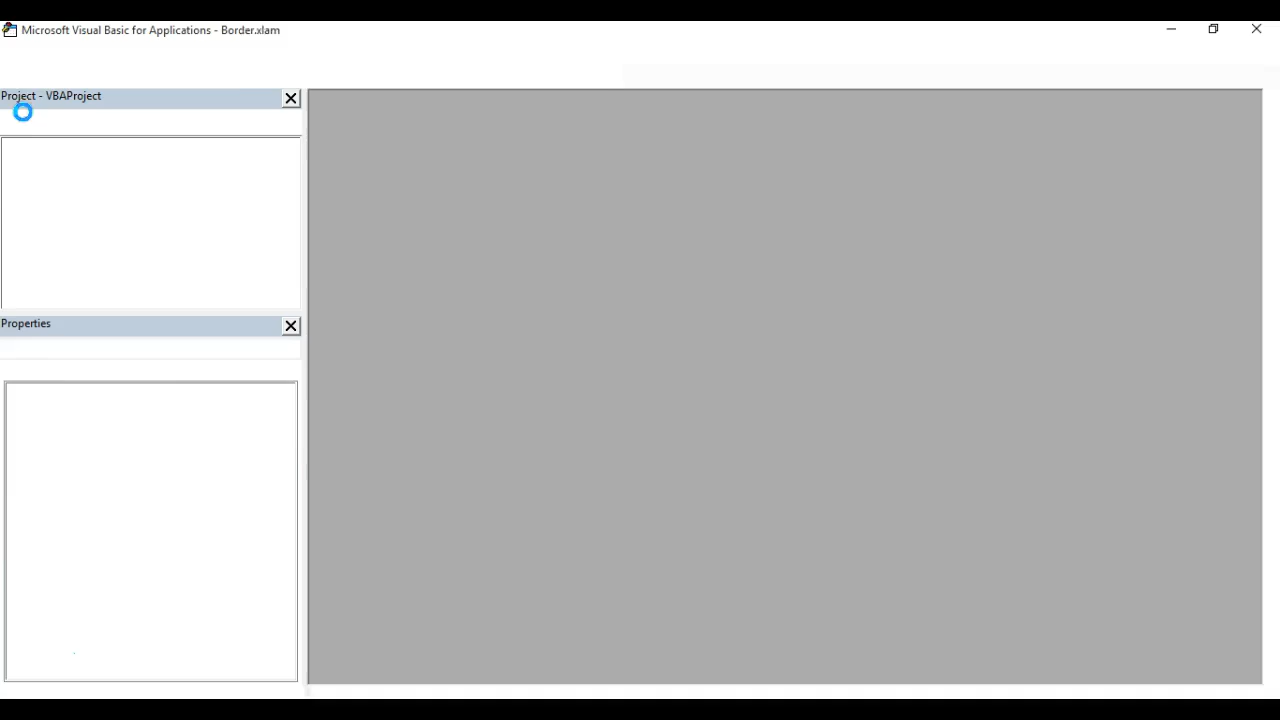 Microsoft Visual Basic for Applications - Border.xlam
Project - VBAProject
Properties